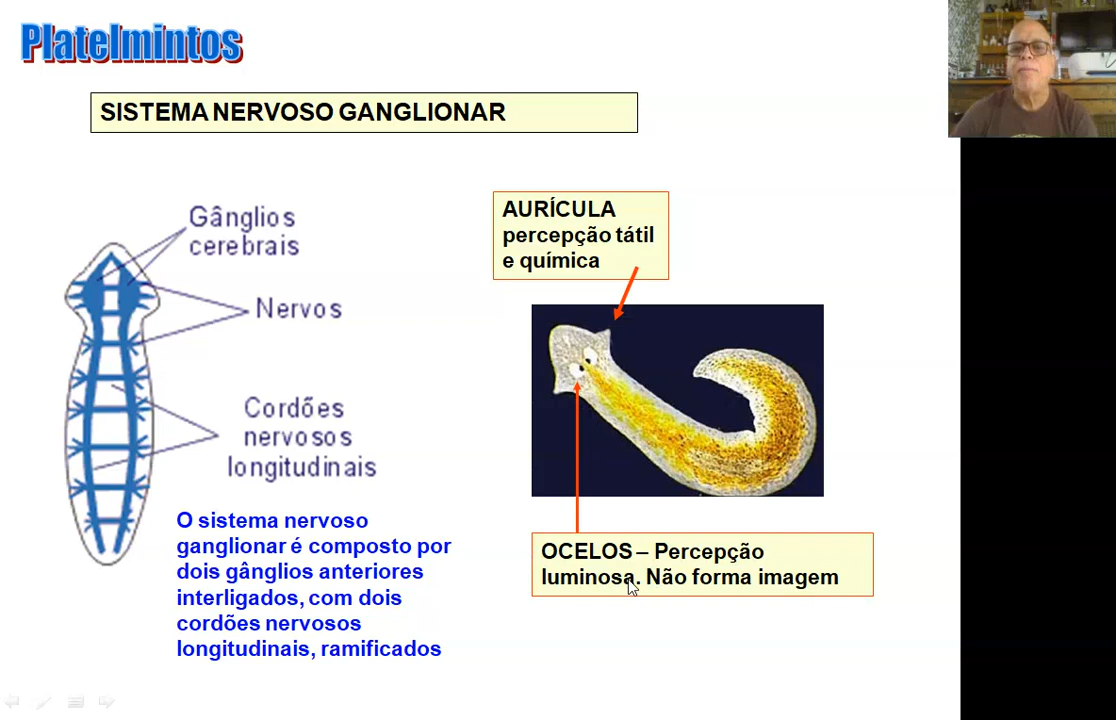 Platelmintos
SISTEMA NERVOSO GANGLIONAR
Gânglios
cerebrais
Nervos
Cordões
nervosos
longitudinais
O sistema nervoso
ganglionar é composto por
dois gânglios anteriores
interligados, com dois
cordões nervosos
longitudinais, ramificados
AURÍCULA
percepção tátil
e química
OCELOS – Percepção
luminosa. Não forma imagem